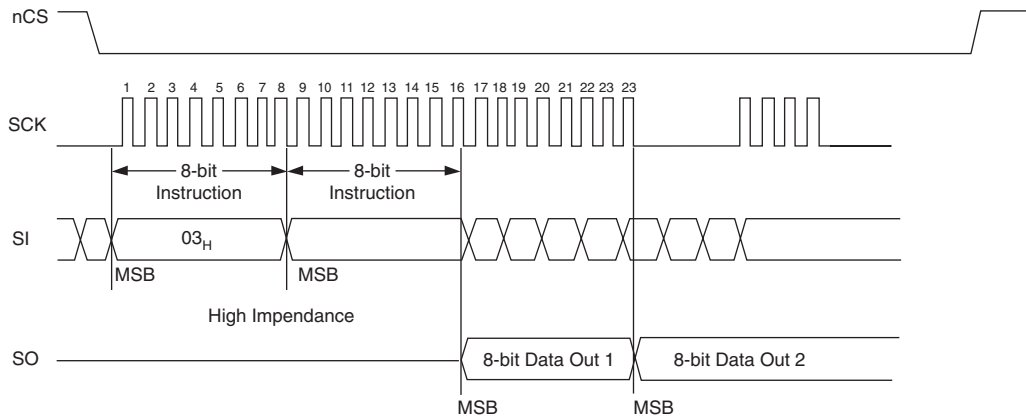 nCS
1 2 3 4 5 6 7 8 9 10 11 12 13 14 15 16 17 18 19 20 21 22 23 23
SCK
8-bit Instruction
8-bit Instruction
SI
03H
MSB
MSB
High Impendance
SO
8-bit Data Out 1
8-bit Data Out 2
MSB
MSB